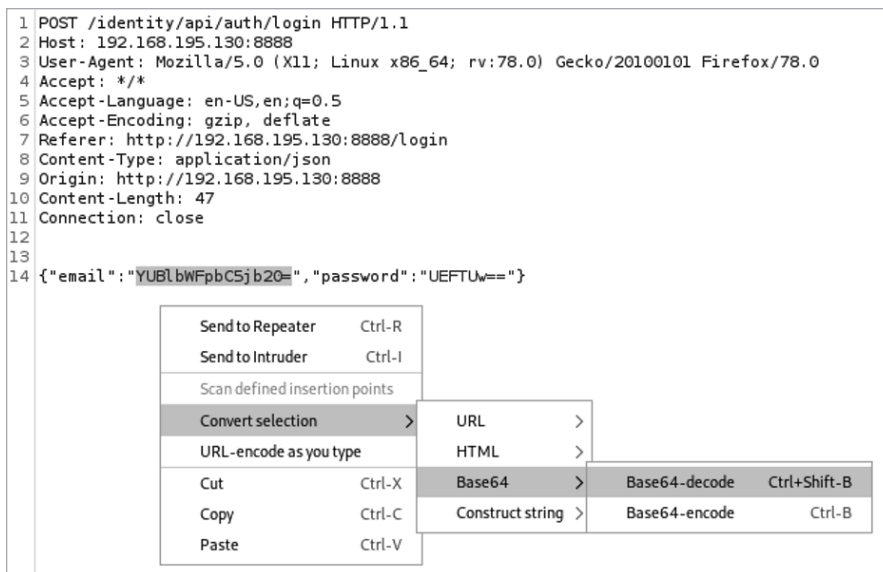 1 POST /identity/api/auth/login HTTP/1.1
2 Host: 192.168.195.130:8888
3 User-Agent: Mozilla/5.0 (X11; Linux x86_64; rv:78.0) Gecko/20100101 Firefox/78.0
4 Accept: */*
5 Accept-Language: en-US,en;q=0.5
6 Accept-Encoding: gzip, deflate
7 Referer: http://192.168.195.130:8888/login
8 Content-Type: application/json
9 Origin: http://192.168.195.130:8888
10 Content-Length: 47
11 Connection: close
12
13
14 {"email":"YUBlbWFpbC5jb20=","password":"UEFTUw=="}
Send to Repeater Ctrl-R
Send to Intruder Ctrl-I
Scan defined insertion points
Convert selection >
URL-encode as you type
Cut Ctrl-X
Copy Ctrl-C
Paste Ctrl-V
URL >
HTML >
Base64 >
Construct string >
Base64-decode Ctrl+Shift-B
Base64-encode Ctrl-B